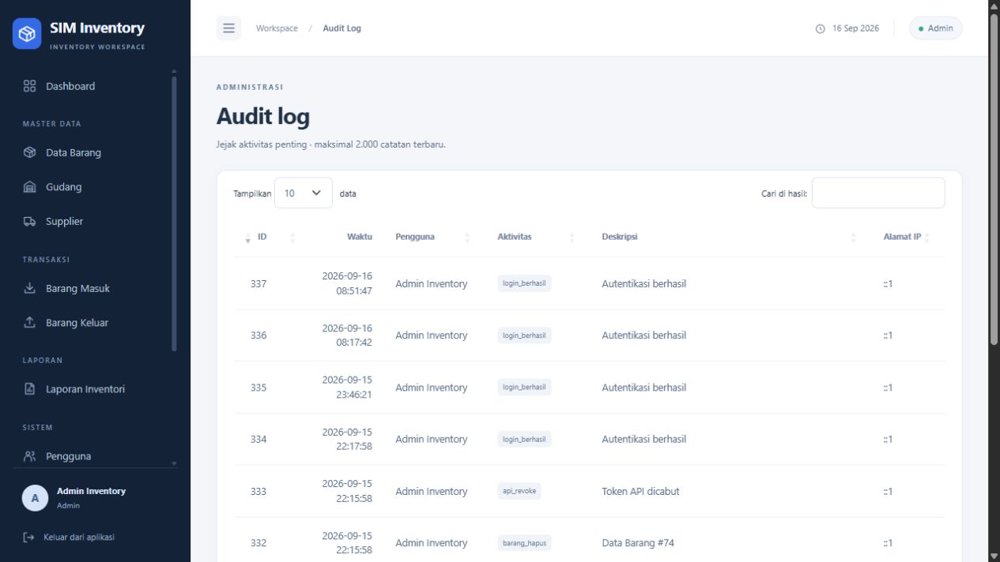 SIM Inventory
INVENTORY WORKSPACE
Dashboard
MASTER DATA
Data Barang
Gudang
Supplier
TRANSAKSI
Barang Masuk
Barang Keluar
LAPORAN
Laporan Inventori
SISTEM
Pengguna
A
Admin Inventory
Admin
Keluar dari aplikasi
Workspace / Audit Log
16 Sep 2026
Admin
ADMINISTRASI
Audit log
Jejak aktivitas penting · maksimal 2.000 catatan terbaru.
Tampilkan 10 data
Cari di hasil:
ID Waktu Pengguna Aktivitas Deskripsi Alamat IP
337 2026-09-16 08:51:47 Admin Inventory login_berhasil Autentikasi berhasil ::1
336 2026-09-16 08:17:42 Admin Inventory login_berhasil Autentikasi berhasil ::1
335 2026-09-15 23:46:21 Admin Inventory login_berhasil Autentikasi berhasil ::1
334 2026-09-15 22:17:58 Admin Inventory login_berhasil Autentikasi berhasil ::1
333 2026-09-15 22:15:58 Admin Inventory api_revoke Token API dicabut ::1
332 2026-09-15 22:15:58 Admin Inventory barang_hapus Data Barang #74 ::1